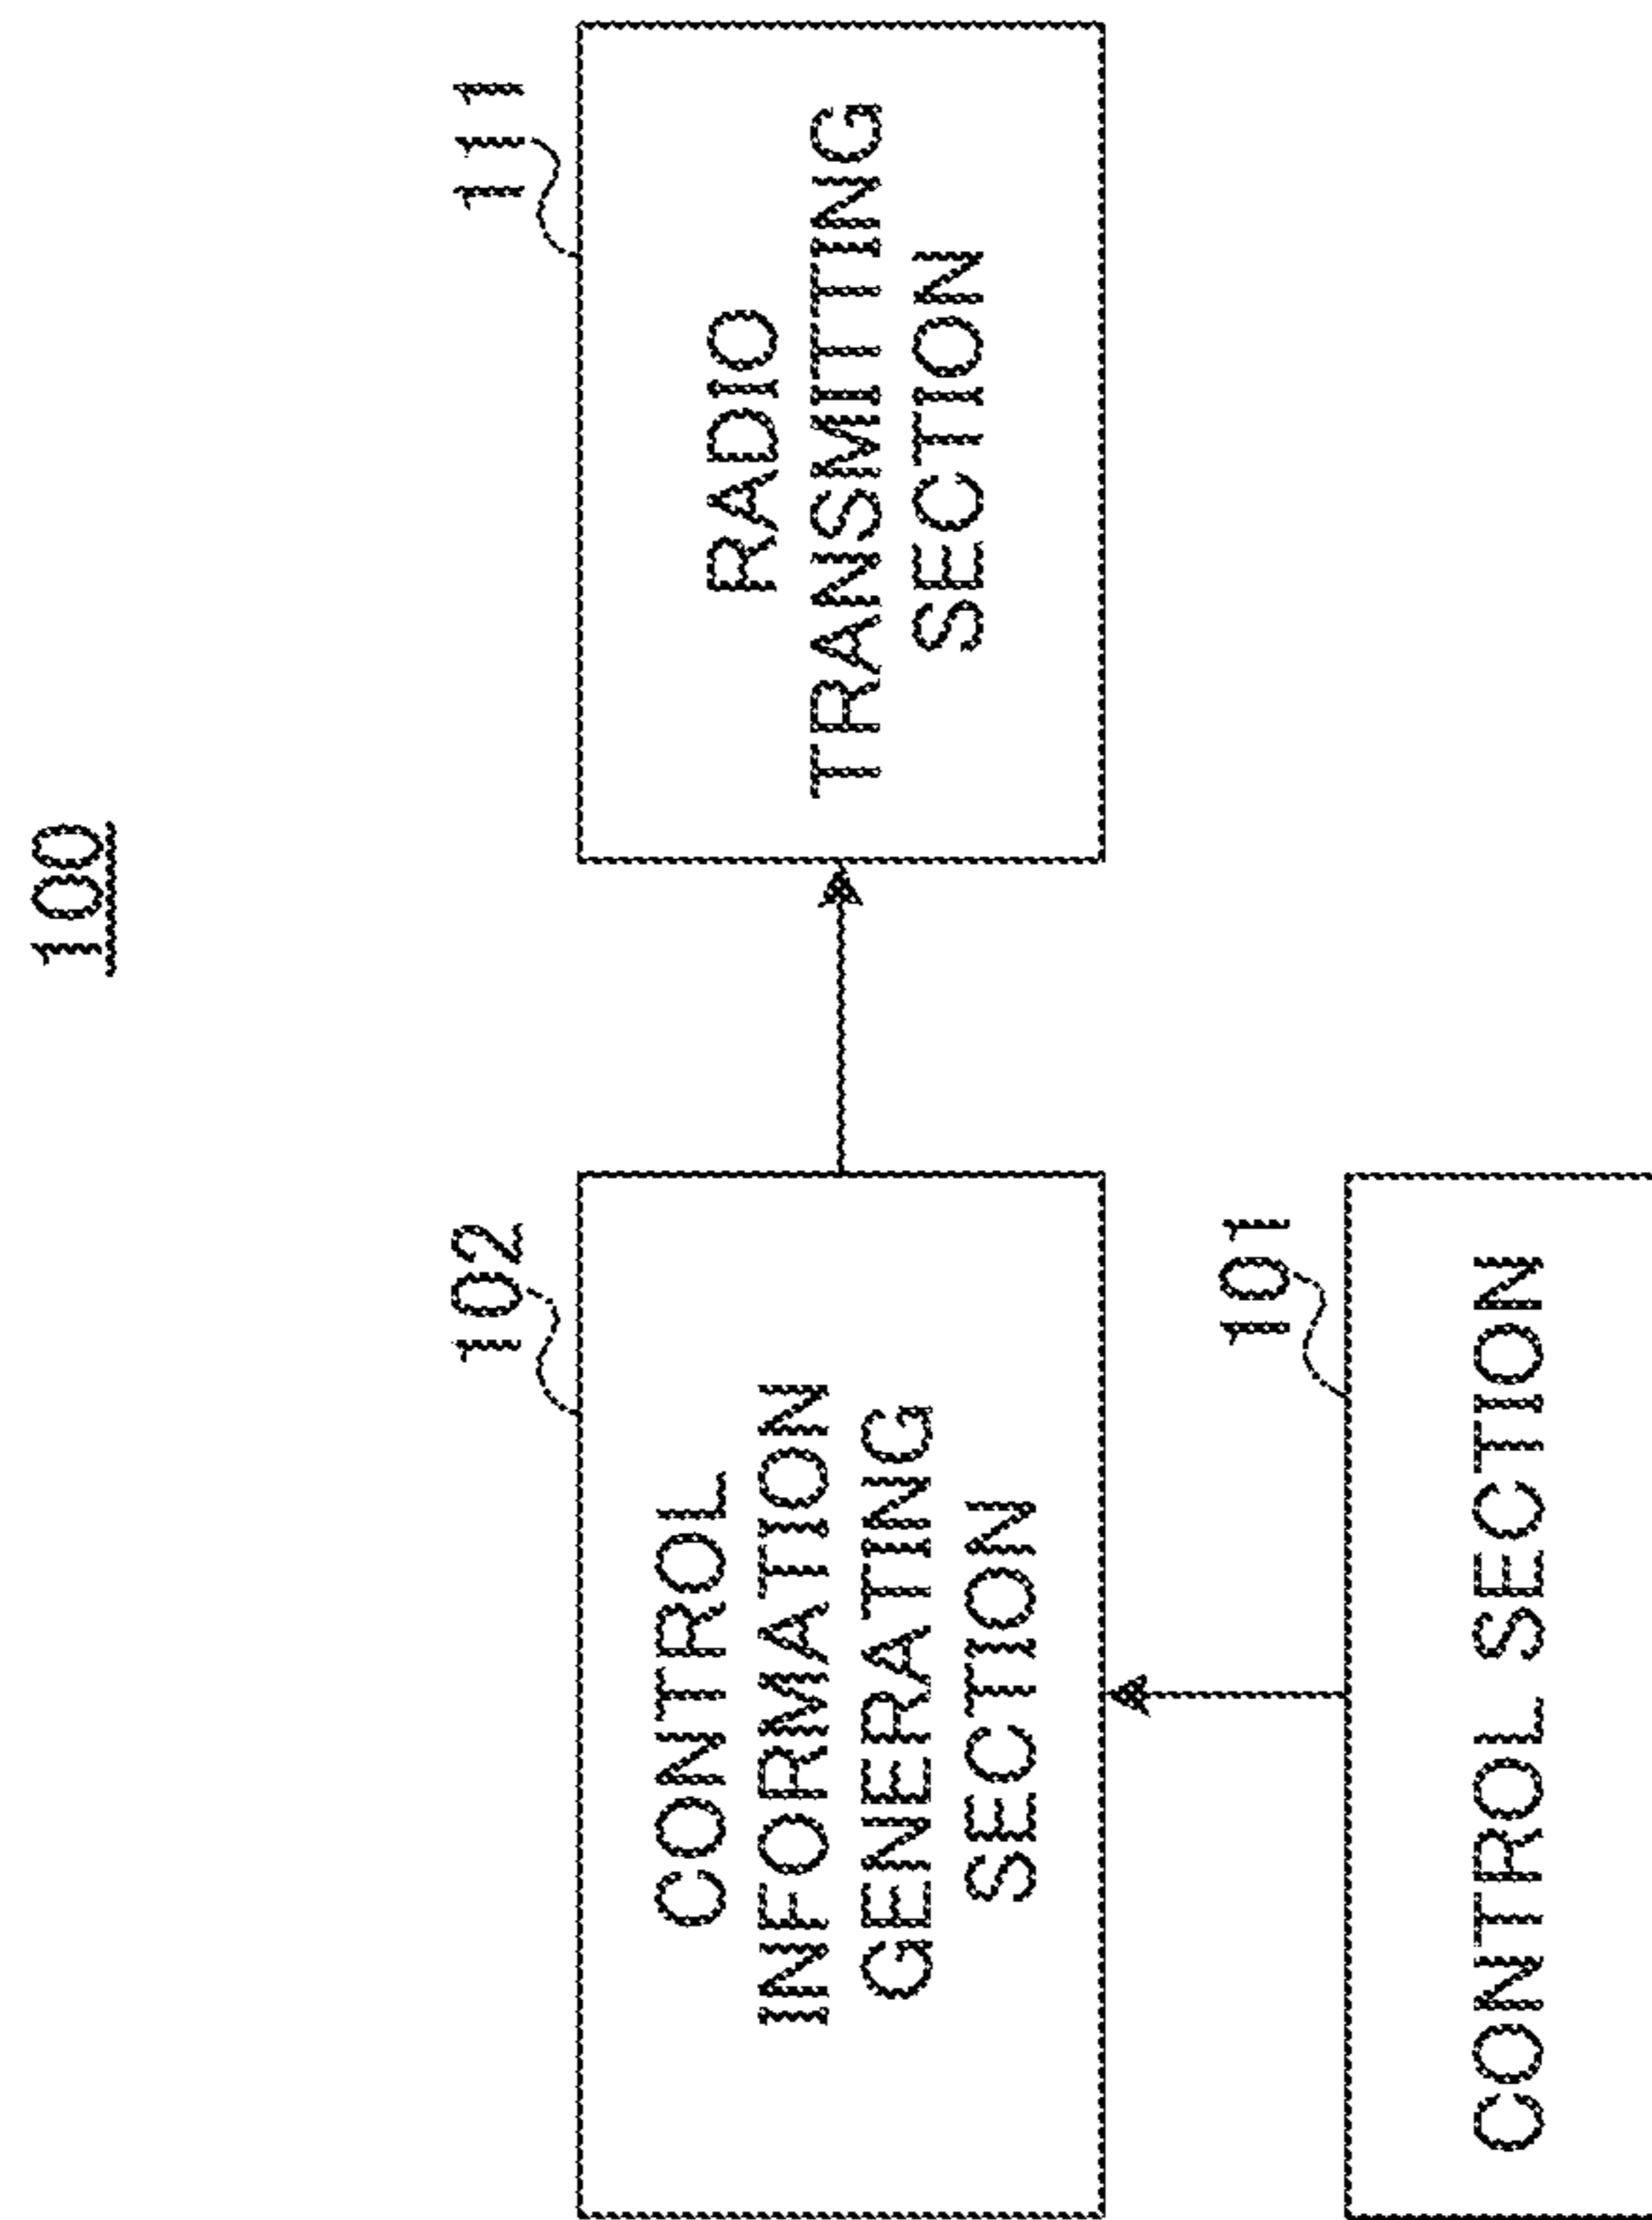 100
102
CONTROL
INFORMATION
GENERATING
SECTION
111
RADIO
TRANSMITTING
SECTION
101
CONTROL SECTION